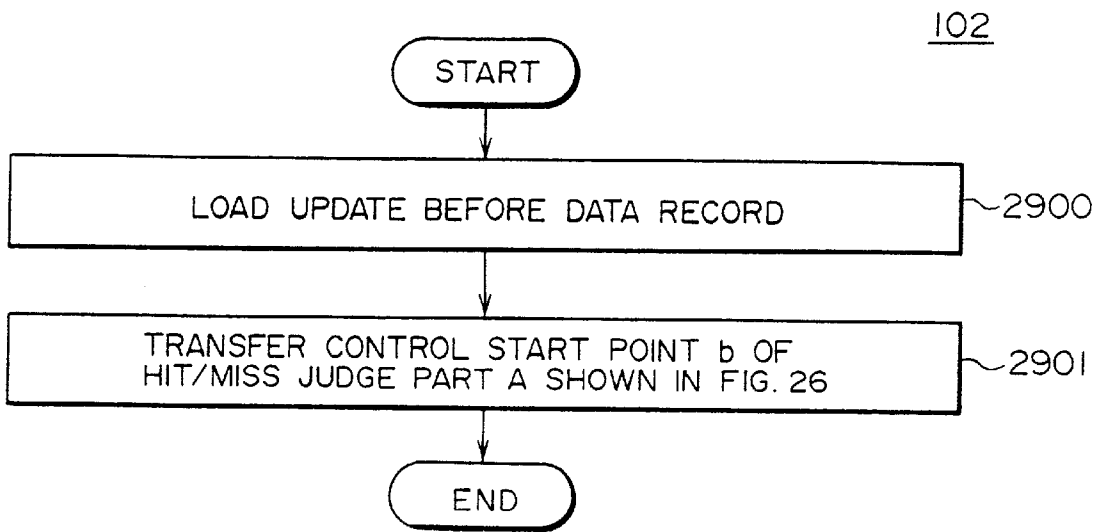 102
START
LOAD UPDATE BEFORE DATA RECORD
2900
TRANSFER CONTROL START POINT b OF
HIT/MISS JUDGE PART A SHOWN IN FIG. 26
2901
END